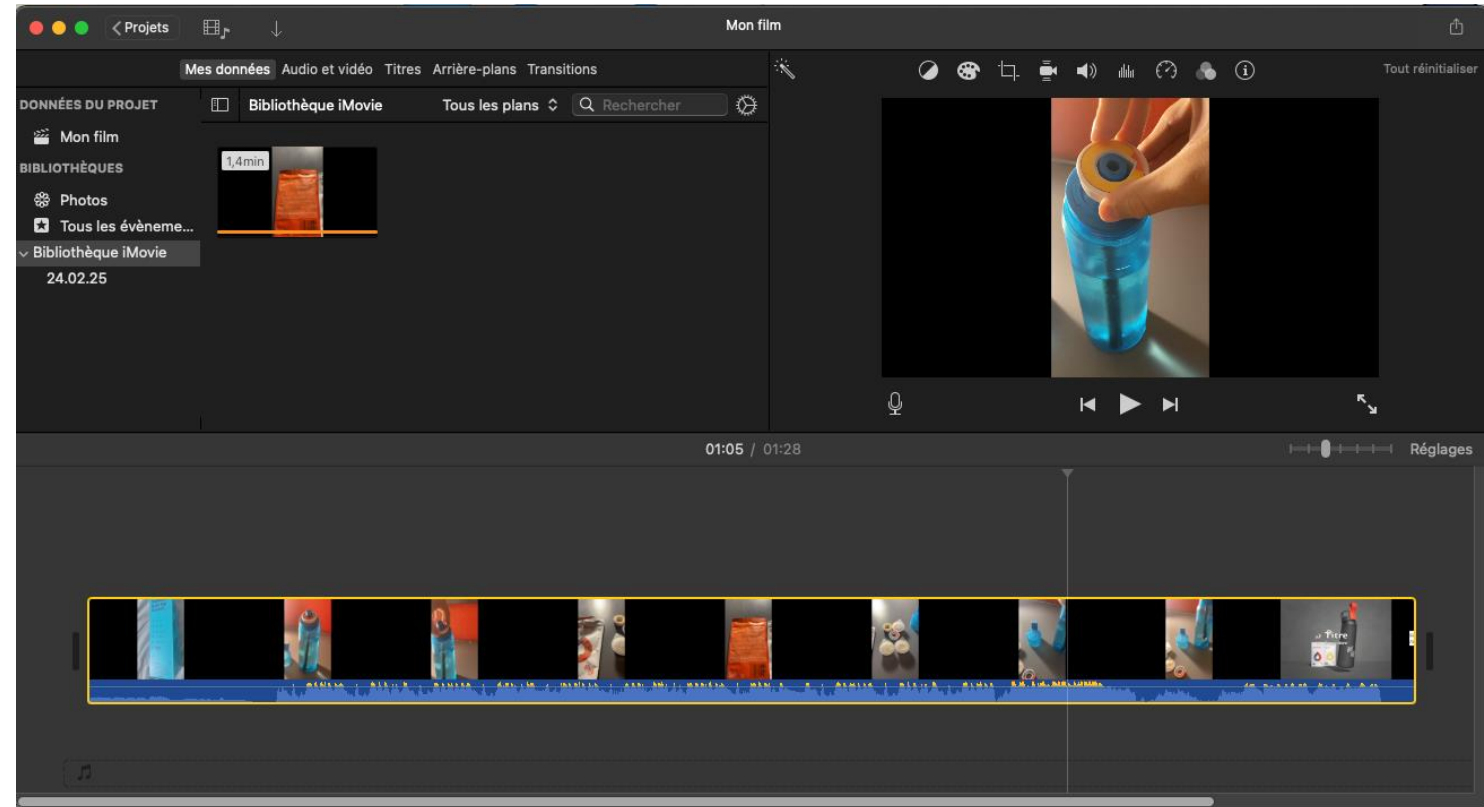 Projets
Mon film
Mes données Audio et vidéo Titres Arrière-plans Transitions
Tout réinitialiser
DONNÉES DU PROJET
Bibliothèque iMovie
Tous les plans
Rechercher
Mon film
BIBLIOTHÈQUES
1,4min
Photos
Tous les évèneme...
Bibliothèque iMovie
24.02.25
01:05 / 01:28
Réglages